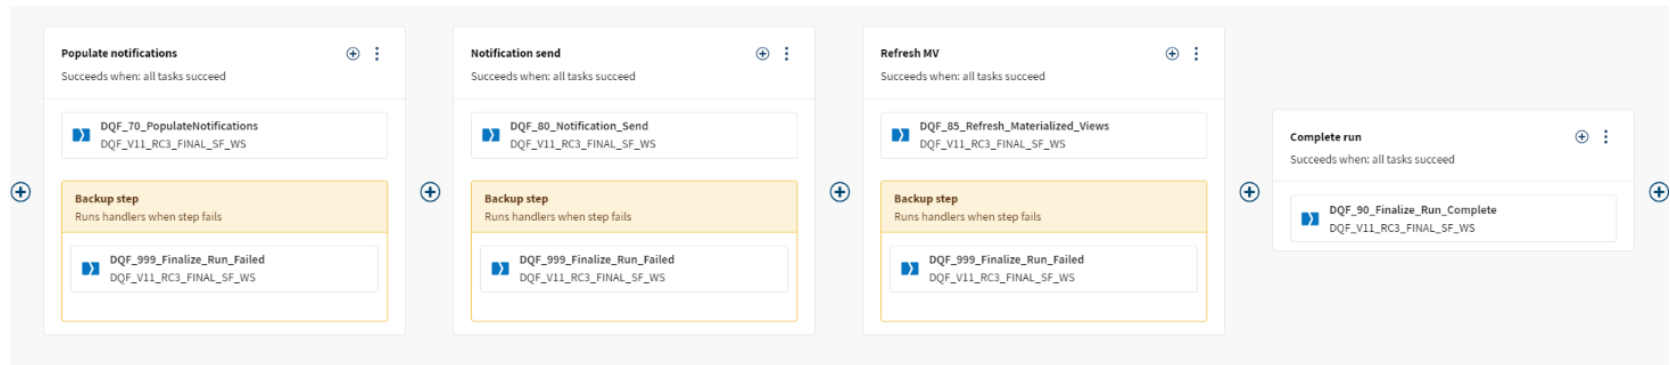 Populate notifications
Succeeds when: all tasks succeed
DQF_70_PopulateNotifications
DQF_V11_RC3_FINAL_SF_WS
Backup step
Runs handlers when step fails
DQF_999_Finalize_Run_Failed
DQF_V11_RC3_FINAL_SF_WS
Notification send
Succeeds when: all tasks succeed
DQF_80_Notification_Send
DQF_V11_RC3_FINAL_SF_WS
Backup step
Runs handlers when step fails
DQF_999_Finalize_Run_Failed
DQF_V11_RC3_FINAL_SF_WS
Refresh MV
Succeeds when: all tasks succeed
DQF_85_Refresh_Materialized_Views
DQF_V11_RC3_FINAL_SF_WS
Backup step
Runs handlers when step fails
DQF_999_Finalize_Run_Failed
DQF_V11_RC3_FINAL_SF_WS
Complete run
Succeeds when: all tasks succeed
DQF_90_Finalize_Run_Complete
DQF_V11_RC3_FINAL_SF_WS